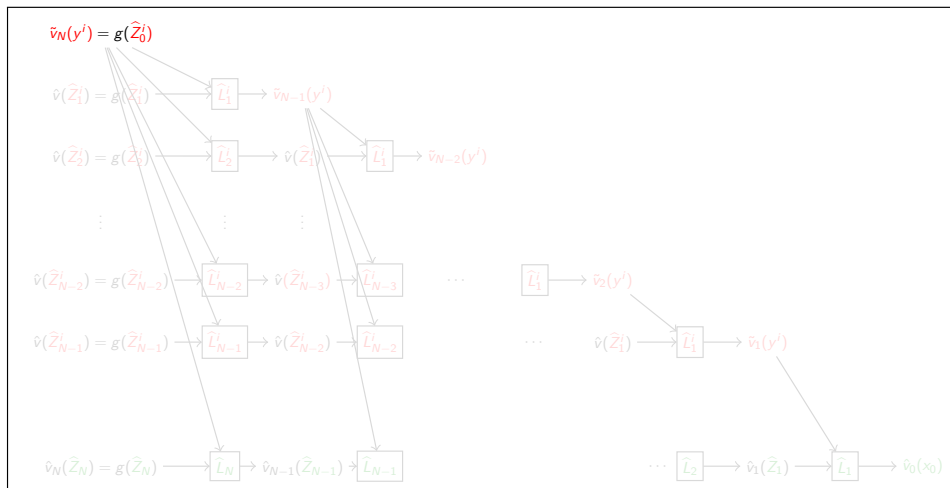 ṽ_N(y^i) = g(Ẑ_0^i)
v̂(Ẑ_1^i) = g(Ẑ_1^i) L̂_1^i ṽ_{N−1}(y^i)
v̂(Ẑ_2^i) = g(Ẑ_2^i) L̂_2^i v̂(Ẑ_1^i) L̂_1^i ṽ_{N−2}(y^i)
⋮ ⋮ ⋮
v̂(Ẑ_{N−2}^i) = g(Ẑ_{N−2}^i) L̂_{N−2}^i v̂(Ẑ_{N−3}^i) L̂_{N−3}^i ⋯ L̂_1^i ṽ_2(y^i)
v̂(Ẑ_{N−1}^i) = g(Ẑ_{N−1}^i) L̂_{N−1}^i v̂(Ẑ_{N−2}^i) L̂_{N−2}^i ⋯ v̂(Ẑ_1^i) L̂_1^i ṽ_1(y^i)
v̂_N(Ẑ_N) = g(Ẑ_N) L̂_N v̂_{N−1}(Ẑ_{N−1}) L̂_{N−1} ⋯ L̂_2 v̂_1(Ẑ_1) L̂_1 ṽ_0(x_0)